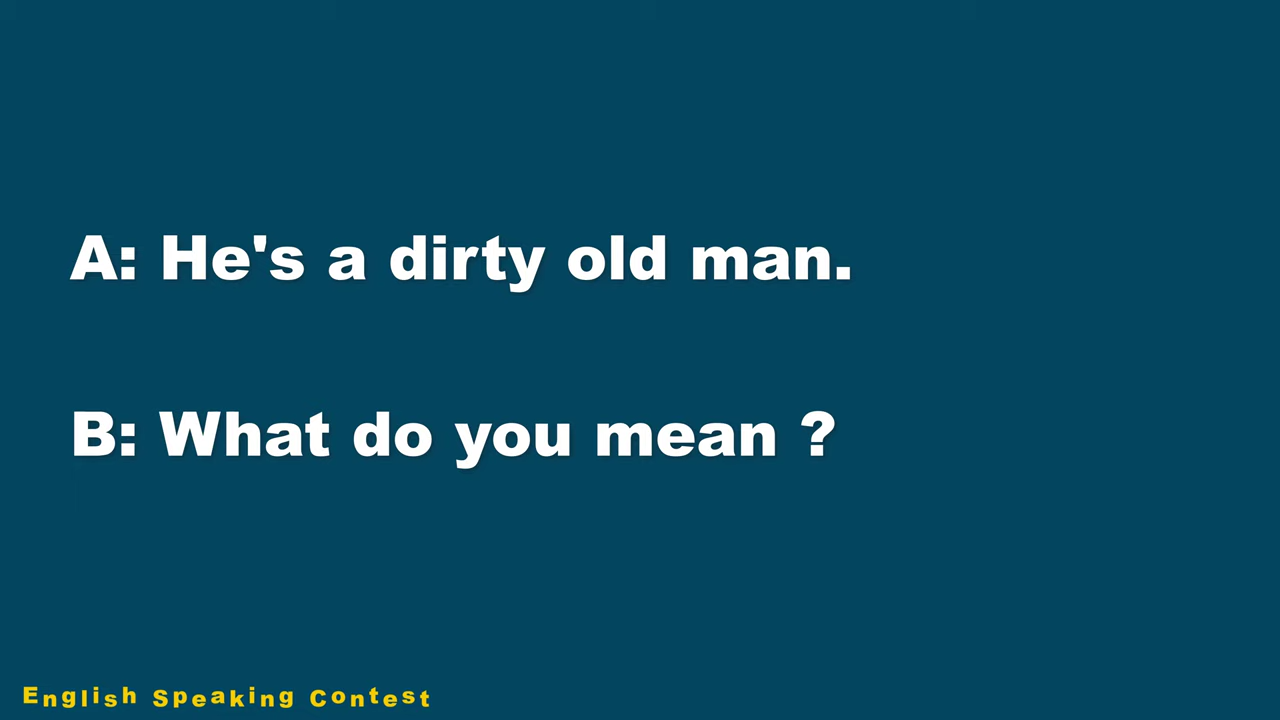 A: He's a dirty old man.
B: What do you mean ?
English Speaking Contest